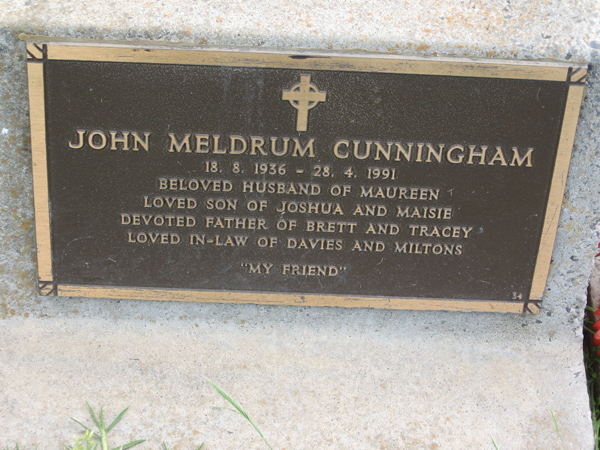 JOHN MELDRUM CUNNINGHAM
18. 8. 1936 - 28. 4. 1991
BELOVED HUSBAND OF MAUREEN
LOVED SON OF JOSHUA AND MAISIE
DEVOTED FATHER OF BRETT AND TRACEY
LOVED IN-LAW OF DAVIES AND MILTONS
"MY FRIEND"
34